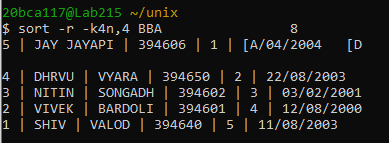 20bca117@Lab215 ~/unix
$ sort -r -k4n,4 BBA 8
5 | JAY JAYAPI | 394606 | 1 | [A/04/2004 [D
4 | DHRVU | VYARA | 394650 | 2 | 22/08/2003
3 | NITIN | SONGADH | 394602 | 3 | 03/02/2001
2 | VIVEK | BARDOLI | 394601 | 4 | 12/08/2000
1 | SHIV | VALOD | 394640 | 5 | 11/08/2003